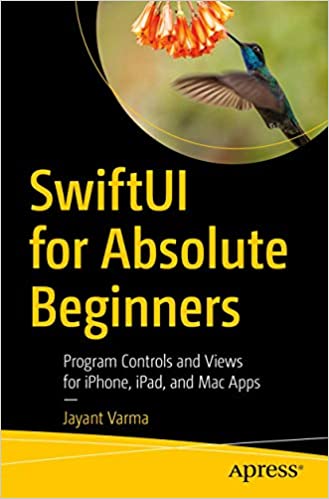 SwiftUI
for Absolute
Beginners
Program Controls and Views
for iPhone, iPad, and Mac Apps
—
Jayant Varma
Apress®